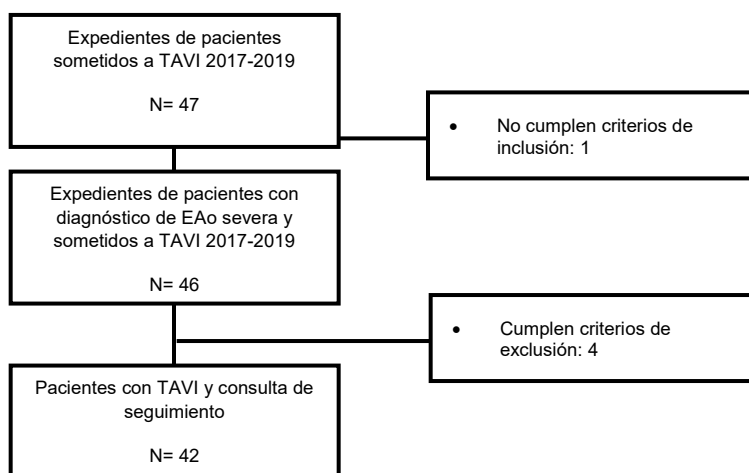 Expedientes de pacientes
sometidos a TAVI 2017-2019
N= 47
• No cumplen criterios de
inclusión: 1
Expedientes de pacientes con
diagnóstico de EAo severa y
sometidos a TAVI 2017-2019
N= 46
• Cumplen criterios de
exclusión: 4
Pacientes con TAVI y consulta de
seguimiento
N= 42